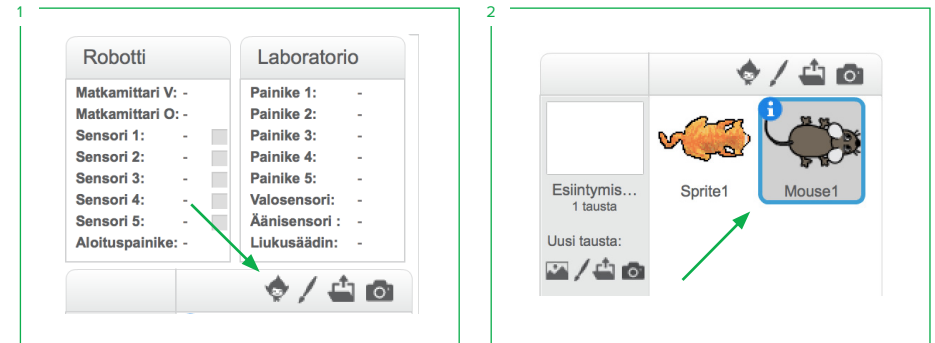 1
Robotti
Matkamittari V: -
Matkamittari O: -
Sensori 1: -
Sensori 2: -
Sensori 3: -
Sensori 4: -
Sensori 5: -
Aloituspainike: -
Laboratorio
Painike 1: -
Painike 2: -
Painike 3: -
Painike 4: -
Painike 5: -
Valosensori: -
Äänisensori : -
Liukusäädin: -
2
Esiintymis...
1 tausta
Uusi tausta:
Sprite1
i
Mouse1